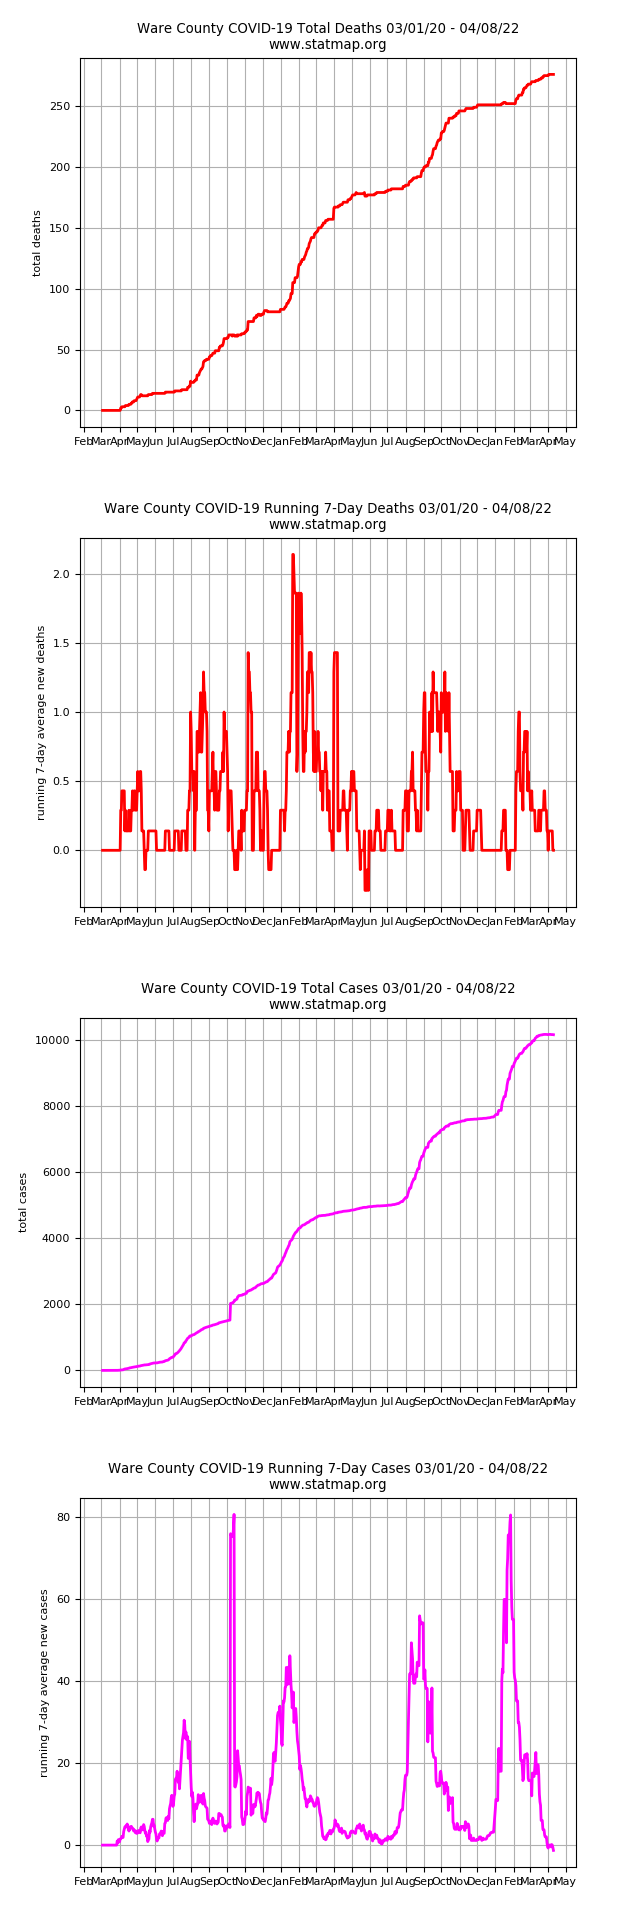 Ware County COVID-19 Total Deaths 03/01/20 - 04/08/22
www.statmap.org
total deaths
250
200
150
100
50
0
Feb Mar Apr May Jun Jul Aug Sep Oct Nov Dec Jan Feb Mar Apr May Jun Jul Aug Sep Oct Nov Dec Jan Feb Mar Apr May
Ware County COVID-19 Running 7-Day Deaths 03/01/20 - 04/08/22
www.statmap.org
running 7-day average new deaths
2.0
1.5
1.0
0.5
0.0
Feb Mar Apr May Jun Jul Aug Sep Oct Nov Dec Jan Feb Mar Apr May Jun Jul Aug Sep Oct Nov Dec Jan Feb Mar Apr May
Ware County COVID-19 Total Cases 03/01/20 - 04/08/22
www.statmap.org
total cases
10000
8000
6000
4000
2000
0
Feb Mar Apr May Jun Jul Aug Sep Oct Nov Dec Jan Feb Mar Apr May Jun Jul Aug Sep Oct Nov Dec Jan Feb Mar Apr May
Ware County COVID-19 Running 7-Day Cases 03/01/20 - 04/08/22
www.statmap.org
running 7-day average new cases
80
60
40
20
0
Feb Mar Apr May Jun Jul Aug Sep Oct Nov Dec Jan Feb Mar Apr May Jun Jul Aug Sep Oct Nov Dec Jan Feb Mar Apr May